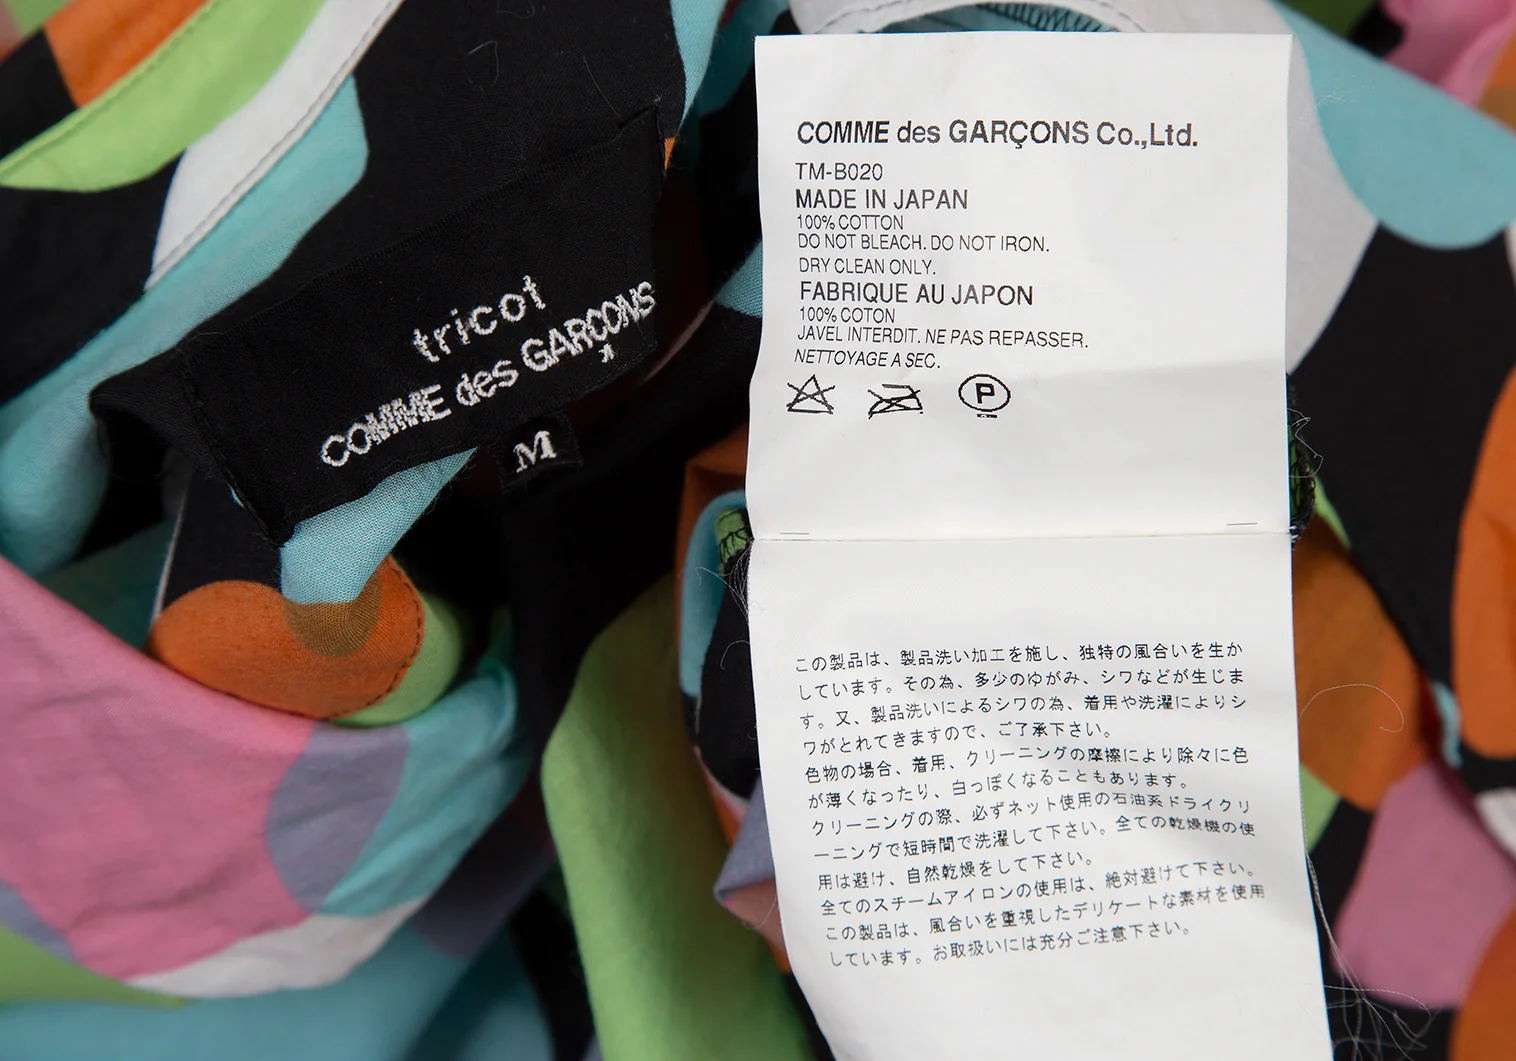 tricot
COMME des GARÇONS
M
COMME des GARÇONS Co.,Ltd.
TM-B020
MADE IN JAPAN
100% COTTON
DO NOT BLEACH. DO NOT IRON.
DRY CLEAN ONLY.
FABRIQUE AU JAPON
100% COTON
JAVEL INTERDIT. NE PAS REPASSER.
NETTOYAGE A SEC.
P
この製品は、製品洗い加工を施し、独特の風合いを生か
しています。その為、多少のゆがみ、シワなどが生じま
す。又、製品洗いによるシワの為、着用や洗濯によりシ
ワがとれてきますので、ご了承下さい。
色物の場合、着用、クリーニングの摩擦により除々に色
が薄くなったり、白っぽくなることもあります。
クリーニングの際、必ずネット使用の石油系ドライクリ
ーニングで短時間で洗濯して下さい。全ての乾燥機の使
用は避け、自然乾燥をして下さい。
全てのスチームアイロンの使用は、絶対避けて下さい。
この製品は、風合いを重視したデリケートな素材を使用
しています。お取扱いには充分ご注意下さい。